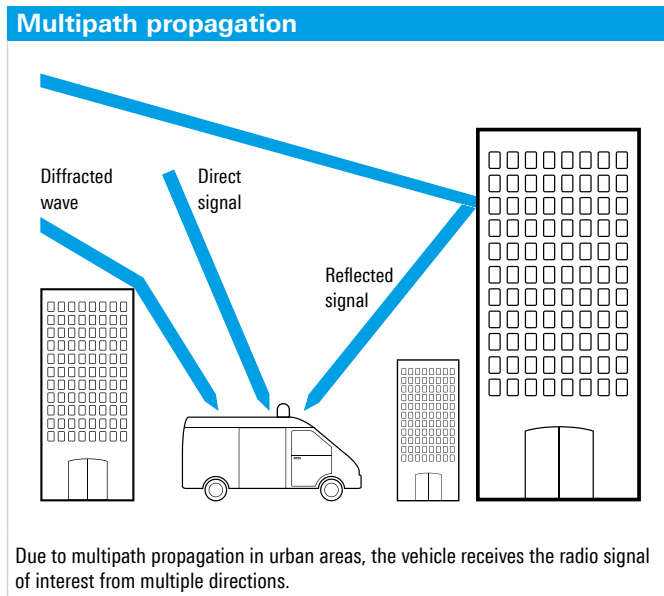 Multipath propagation
Diffracted
wave
Direct
signal
Reflected
signal
Due to multipath propagation in urban areas, the vehicle receives the radio signal
of interest from multiple directions.